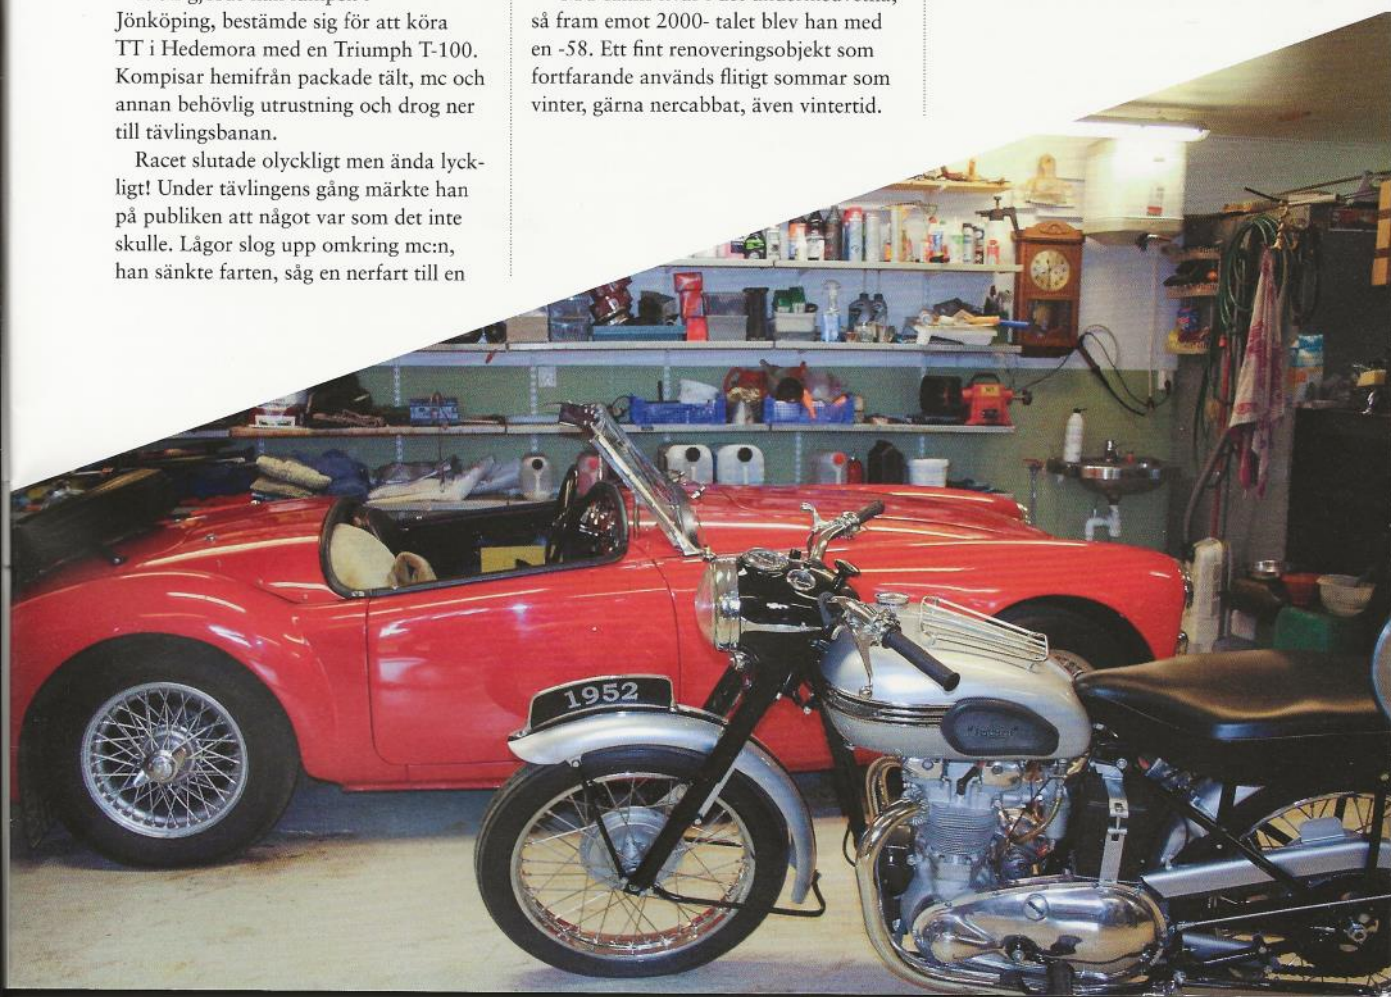 Jönköping, bestämde sig för att köra
TT i Hedemora med en Triumph T-100.
Kompisar hemifrån packade tält, mc och
annan behövlig utrustning och drog ner
till tävlingsbanan.
Racet slutade olyckligt men ända lyck-
ligt! Under tävlingens gång märkte han
på publiken att något var som det inte
skulle. Lågor slog upp omkring mc:n,
han sänkte farten, såg en nerfart till en
så fram emot 2000- talet blev han med
en -58. Ett fint renoveringsobjekt som
fortfarande används flitigt sommar som
vinter, gärna nercabbat, även vintertid.
1952